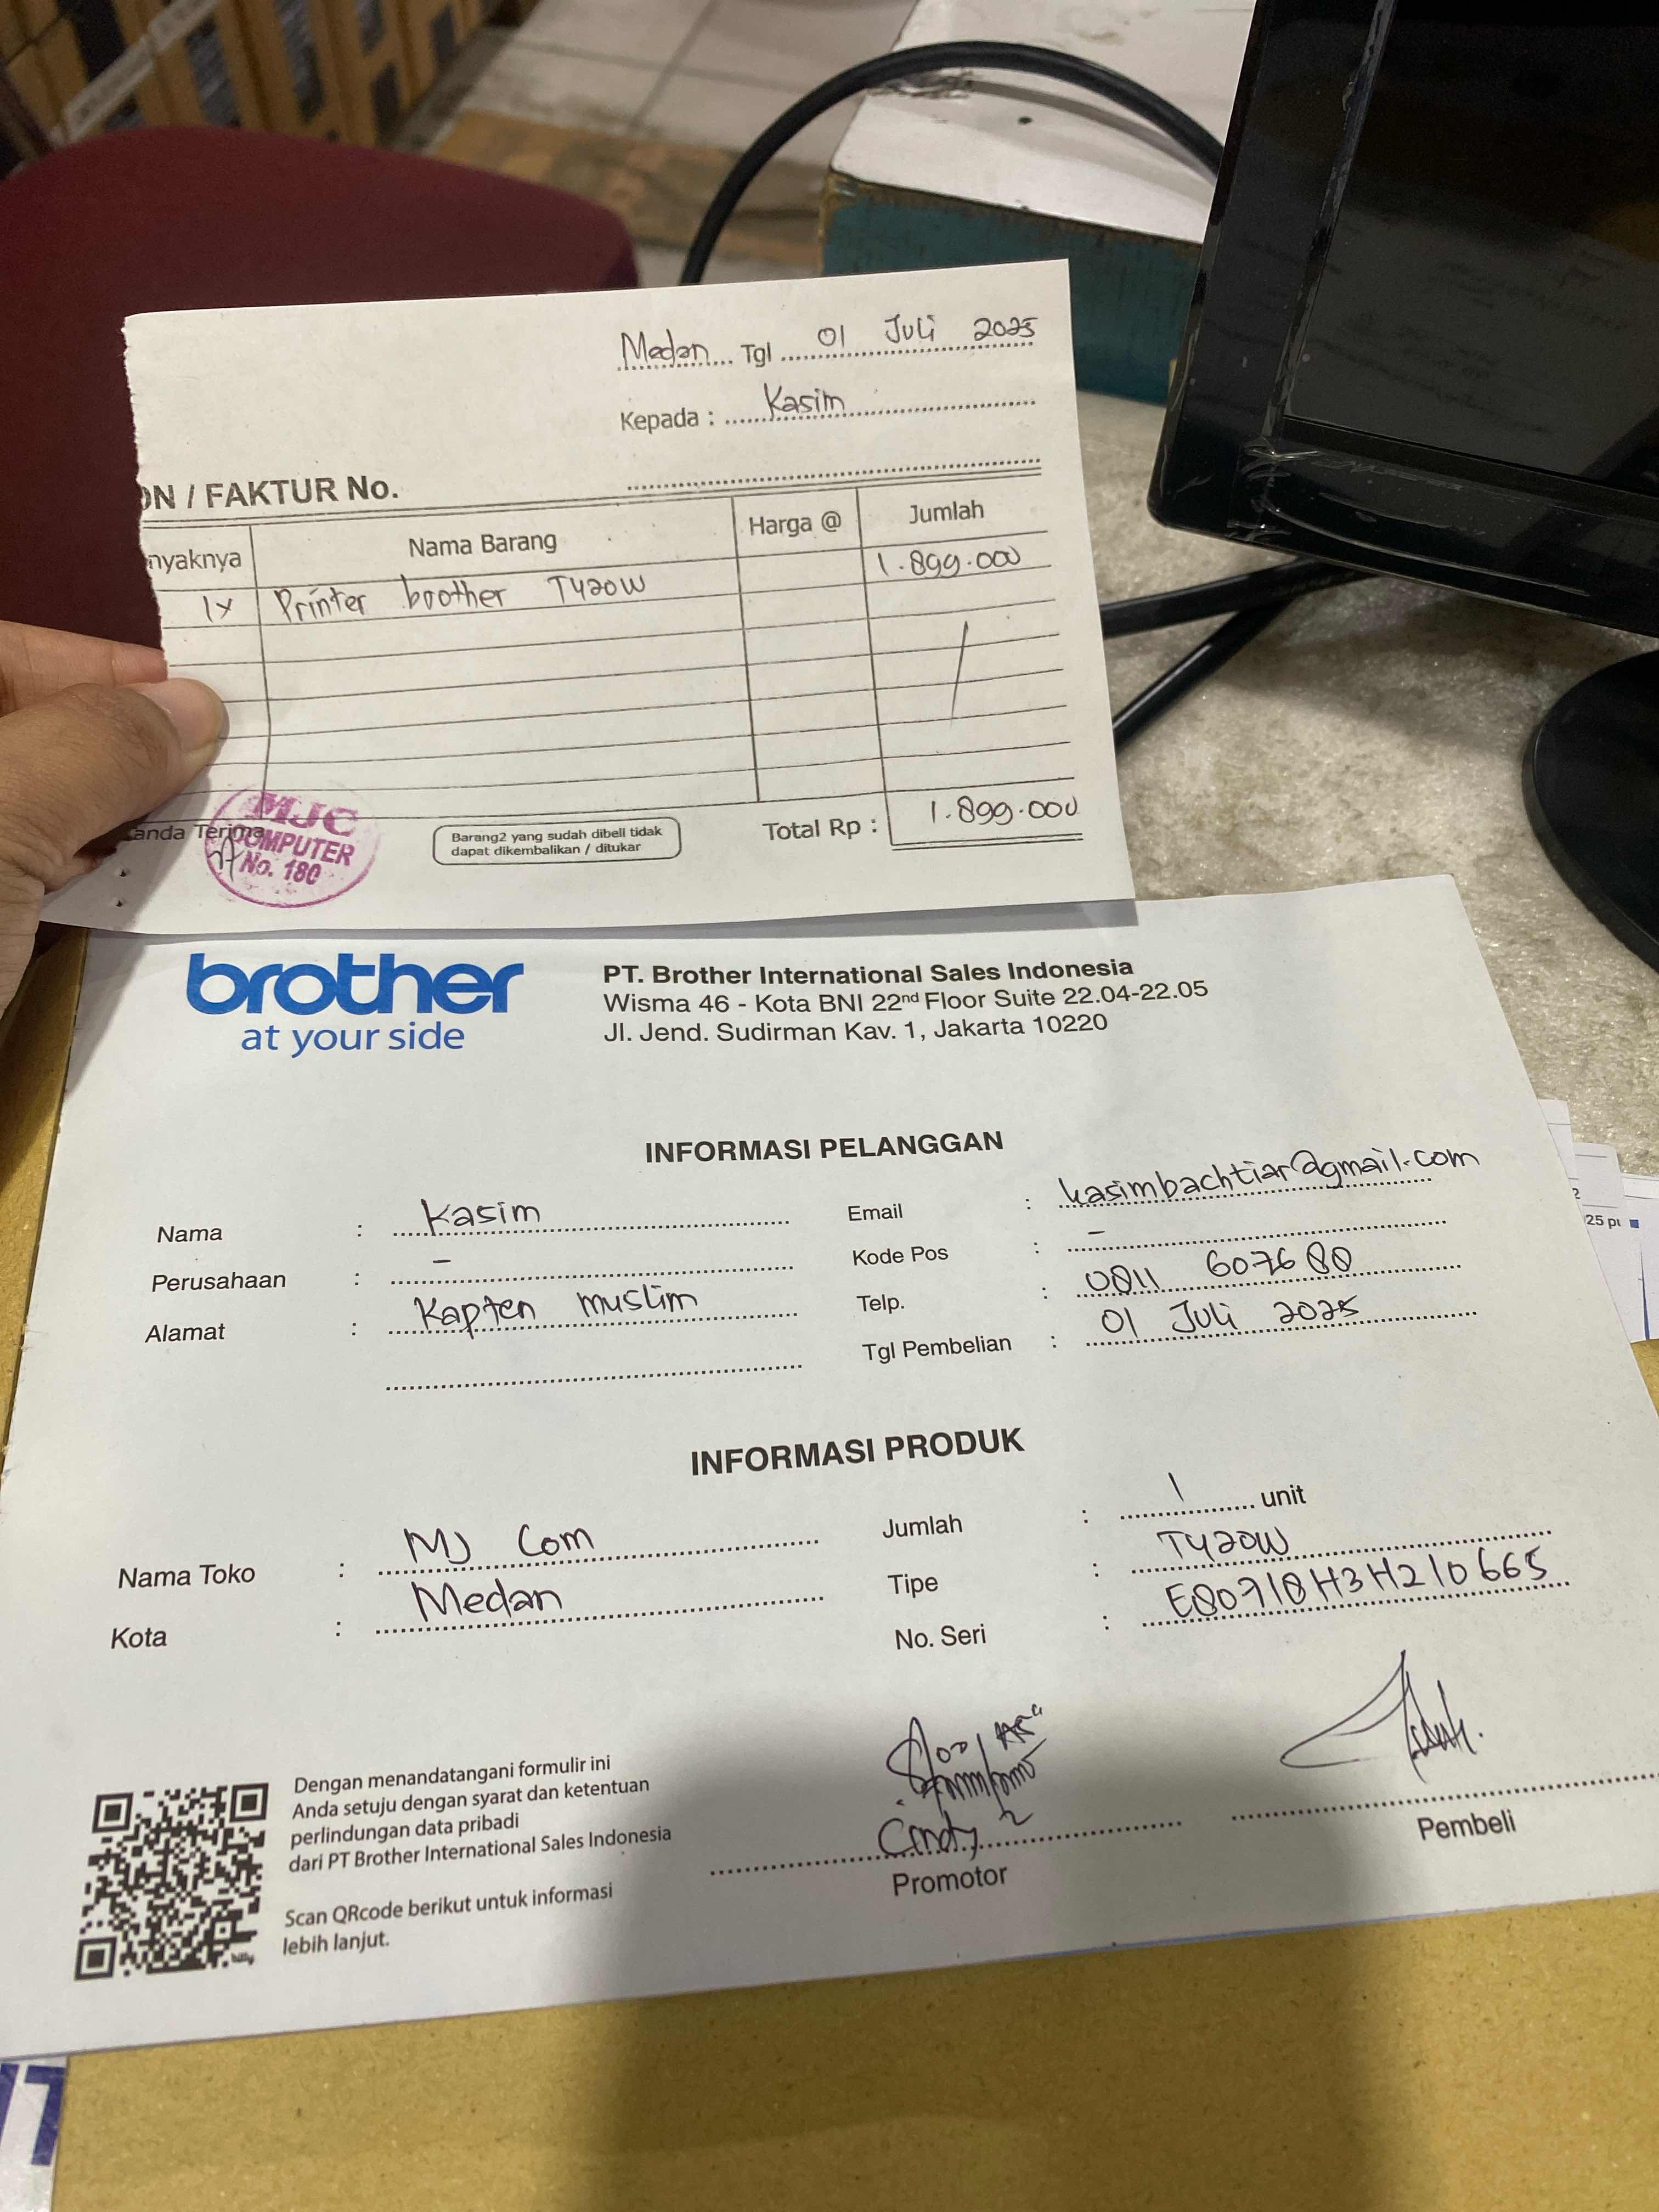 Medan Tgl 01 Juli 2025
Kepada : Kasim
ON / FAKTUR No.
nyaknya Nama Barang Harga @ Jumlah
1x Printer brother T420W 1.899.000
anda Terima
MJC
COMPUTER
No. 180
Barang2 yang sudah dibeli tidak
dapat dikembalikan / ditukar
Total Rp : 1.899.000
brother
at your side
PT. Brother International Sales Indonesia
Wisma 46 - Kota BNI 22nd Floor Suite 22.04-22.05
Jl. Jend. Sudirman Kav. 1, Jakarta 10220
INFORMASI PELANGGAN
Nama : Kasim
Perusahaan : -
Alamat : Kapten muslim
Email : kasimbachtiar@gmail.com
Kode Pos : -
Telp. : 0811 607680
Tgl Pembelian : 01 Juli 2025
INFORMASI PRODUK
Nama Toko : MJ Com
Kota : Medan
Jumlah : 1 unit
Tipe : T420W
No. Seri : E80718H3H210665
Dengan menandatangani formulir ini
Anda setuju dengan syarat dan ketentuan
perlindungan data pribadi
dari PT Brother International Sales Indonesia
Scan QRcode berikut untuk informasi
lebih lanjut.
Cindy
Promotor
Pembeli